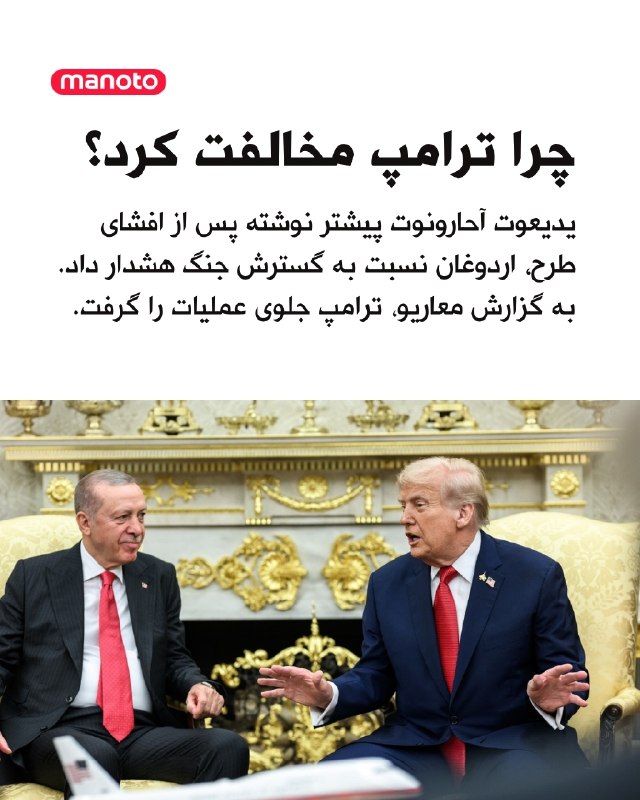 manoto
چرا ترامپ مخالفت کرد؟
یدیعوت آحارونوت پیشتر نوشته پس از افشای
طرح، اردوغان نسبت به گسترش جنگ هشدار داد.
به گزارش معاریو، ترامپ جلوی عملیات را گرفت.